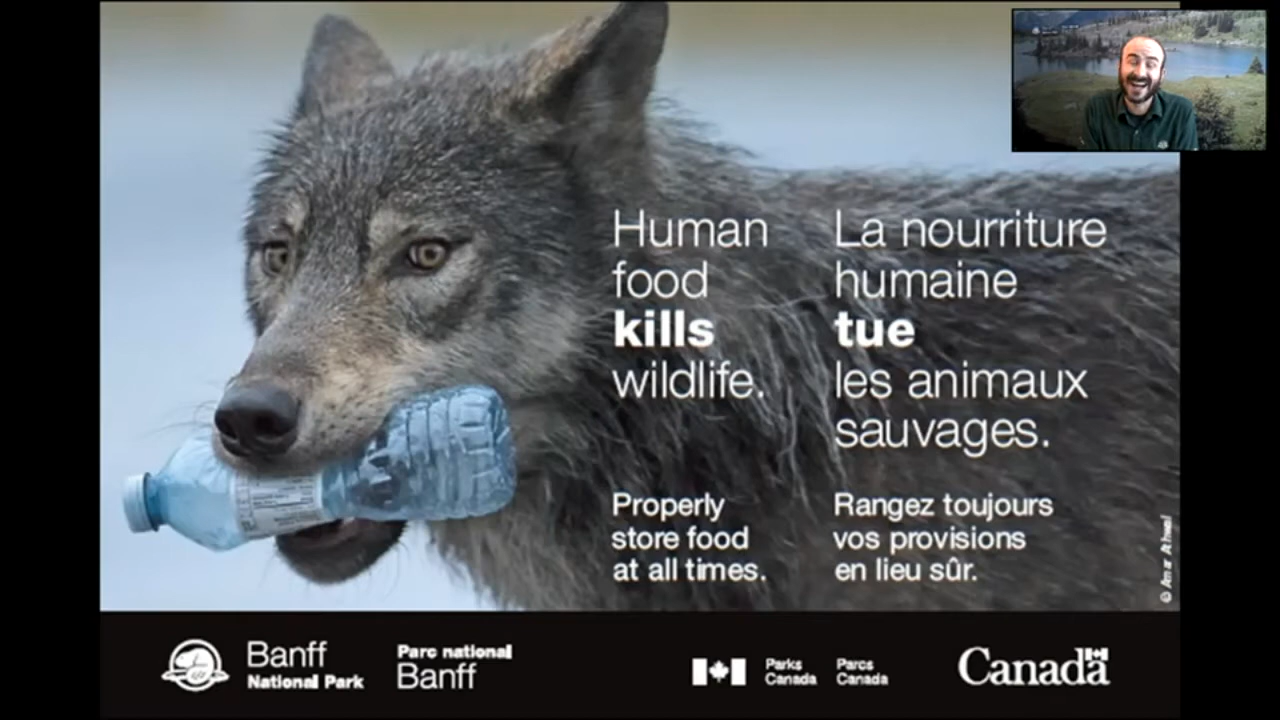 Human
food
kills
wildlife.
La nourriture
humaine
tue
les animaux
sauvages.
Properly
store food
at all times.
Rangez toujours
vos provisions
en lieu sûr.
Banff
National Park
Parc national
Banff
Parks
Canada
Parcs
Canada
Canada